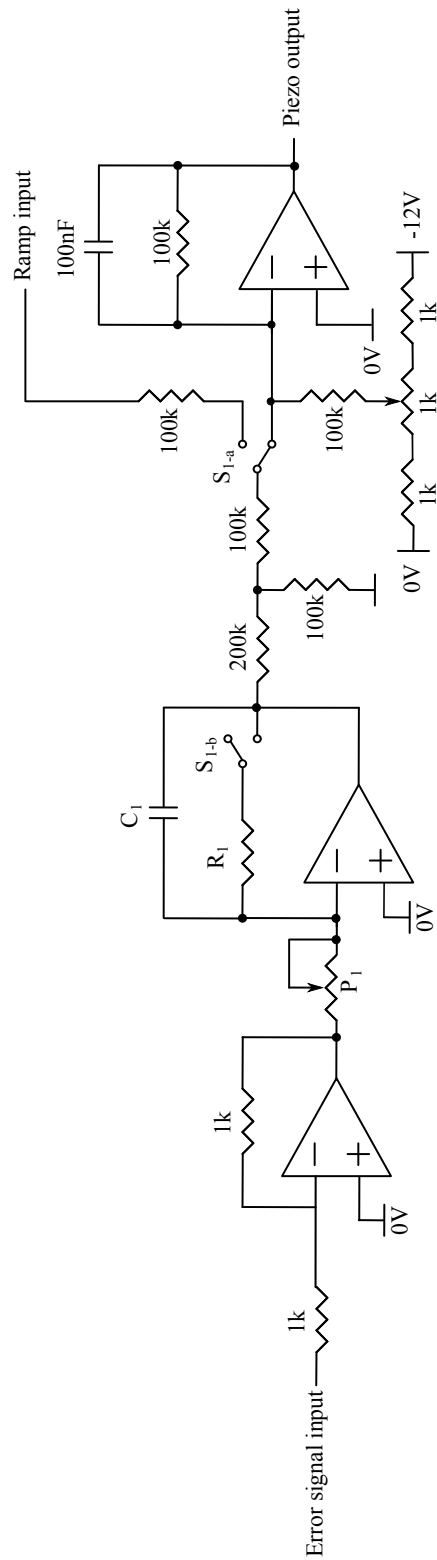 Error signal input
1k
1k
0V
P1
R1
C1
S1-b
0V
200k
100k
100k
S1-a
100k
Ramp input
100k
100nF
100k
0V
Piezo output
0V
1k
1k
1k
-12V